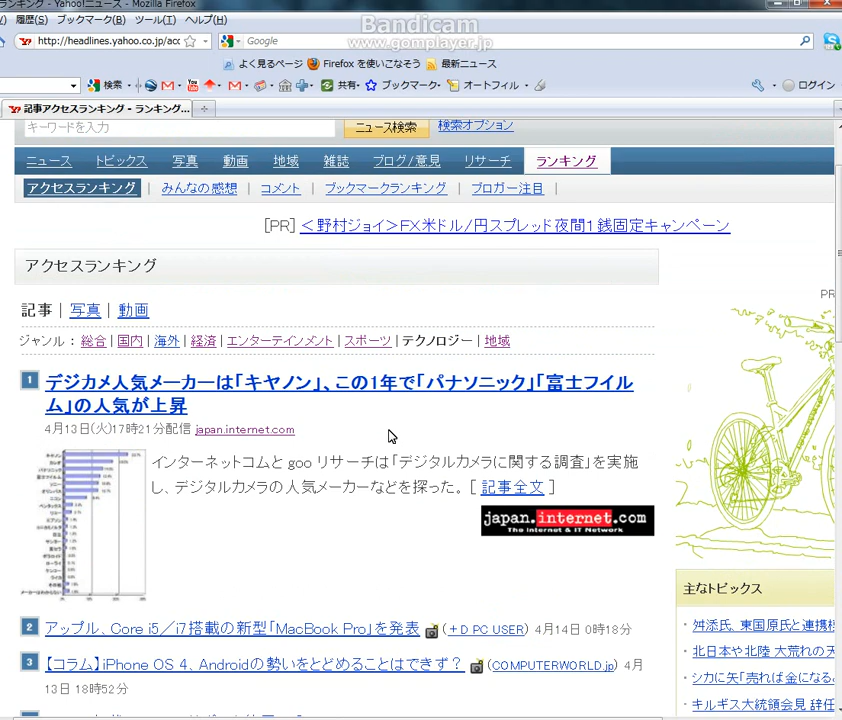 ランキング - Yahoo!ニュース - Mozilla Firefox
履歴(S) ブックマーク(B) ツール(T) ヘルプ(H)
Bandicam
www.gomplayer.jp
http://headlines.yahoo.co.jp/acc
Google
よく見るページ Firefox を使いこなそう 最新ニュース
検索 共有 ブックマーク オートフィル ログイン
記事アクセスランキング - ランキング...
キーワードを入力 ニュース検索 検索オプション
ニュース トピックス 写真 動画 地域 雑誌 ブログ/意見 リサーチ ランキング
アクセスランキング | みんなの感想 | コメント | ブックマークランキング | ブロガー注目 |
[PR] <野村ジョイ>FX米ドル/円スプレッド夜間1銭固定キャンペーン
アクセスランキング
PR
記事 | 写真 | 動画
ジャンル : 総合 | 国内 | 海外 | 経済 | エンターテインメント | スポーツ | テクノロジー | 地域
1 デジカメ人気メーカーは「キヤノン」、この1年で「パナソニック」「富士フイル
ム」の人気が上昇
4月13日(火)17時21分配信 japan.internet.com
インターネットコムと goo リサーチは「デジタルカメラに関する調査」を実施
し、デジタルカメラの人気メーカーなどを探った。 [ 記事全文 ]
japan.internet.com
The Internet & IT Network
主なトピックス
2 アップル、Core i5/i7搭載の新型「MacBook Pro」を発表 (+D PC USER) 4月14日 0時18分
3 【コラム】iPhone OS 4、Androidの勢いをとどめることはできず? (COMPUTERWORLD.jp) 4月
13日 18時52分
舛添氏、東国原氏と連携
北日本や北陸 大荒れの天
シカに矢「売れば金になる
キルギス大統領会見 辞任